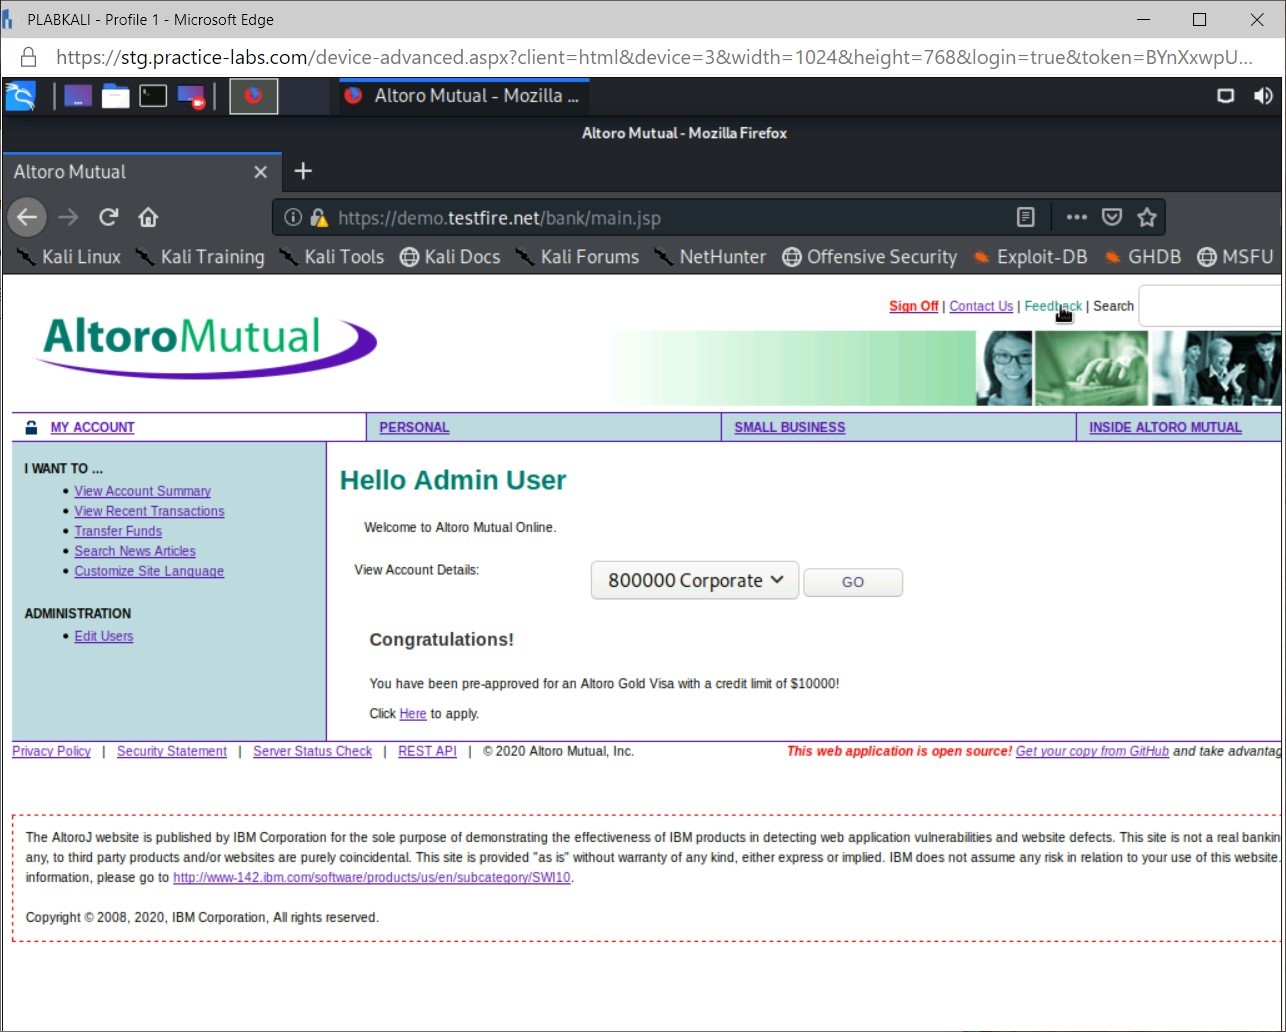 PLABKALI - Profile 1 - Microsoft Edge
https://stg.practice-labs.com/device-advanced.aspx?client=html&device=3&width=1024&height=768&login=true&token=BYnXxwpU...
Altoro Mutual - Mozilla ...
Altoro Mutual - Mozilla Firefox
Altoro Mutual
https://demo.testfire.net/bank/main.jsp
Kali Linux Kali Training Kali Tools Kali Docs Kali Forums NetHunter Offensive Security Exploit-DB GHDB MSFU
Sign Off | Contact Us | Feedback | Search
AltoroMutual
MY ACCOUNT PERSONAL SMALL BUSINESS INSIDE ALTORO MUTUAL
I WANT TO ...
• View Account Summary
• View Recent Transactions
• Transfer Funds
• Search News Articles
• Customize Site Language
ADMINISTRATION
• Edit Users
Hello Admin User
Welcome to Altoro Mutual Online.
View Account Details: 800000 Corporate GO
Congratulations!
You have been pre-approved for an Altoro Gold Visa with a credit limit of $10000!
Click Here to apply.
Privacy Policy | Security Statement | Server Status Check | REST API | © 2020 Altoro Mutual, Inc. This web application is open source! Get your copy from GitHub and take advantag
The AltoroJ website is published by IBM Corporation for the sole purpose of demonstrating the effectiveness of IBM products in detecting web application vulnerabilities and website defects. This site is not a real bankin
any, to third party products and/or websites are purely coincidental. This site is provided "as is" without warranty of any kind, either express or implied. IBM does not assume any risk in relation to your use of this website.
information, please go to http://www-142.ibm.com/software/products/us/en/subcategory/SWI10.
Copyright © 2008, 2020, IBM Corporation, All rights reserved.